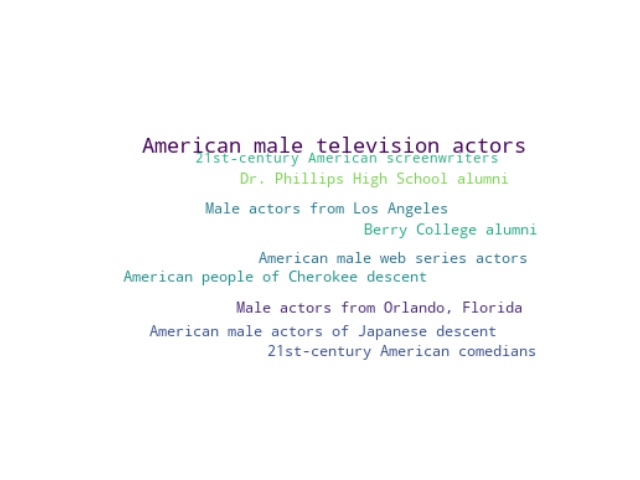 American male television actors
21st-century American screenwriters
Dr. Phillips High School alumni
Male actors from Los Angeles
Berry College alumni
American male web series actors
American people of Cherokee descent
Male actors from Orlando, Florida
American male actors of Japanese descent
21st-century American comedians